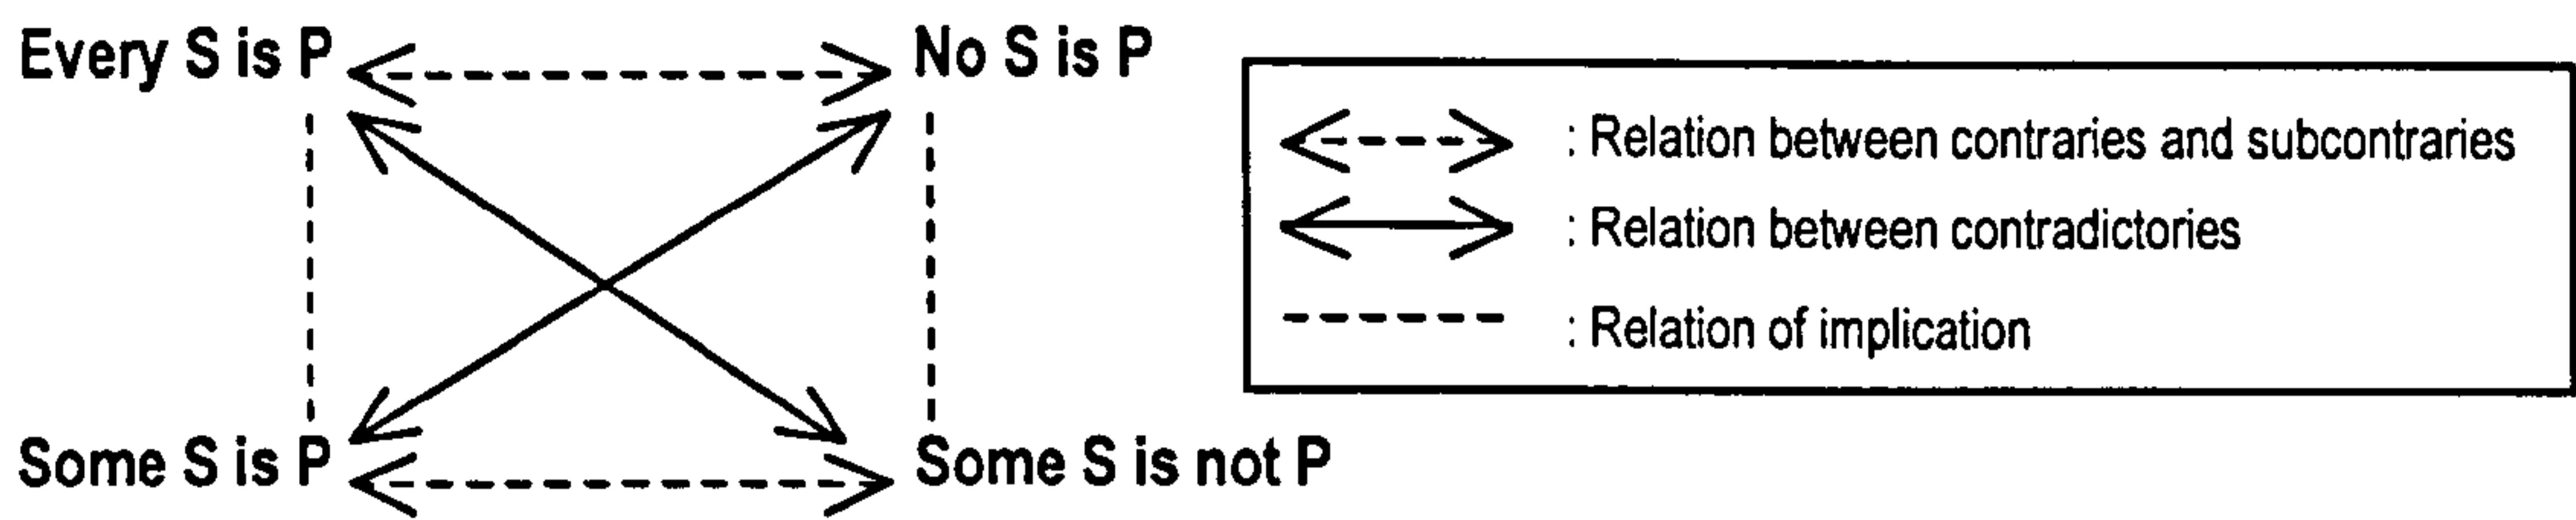 Every S is P
No S is P
: Relation between contraries and subcontraries
: Relation between contradictories
: Relation of implication
Some S is P
Some S is not P